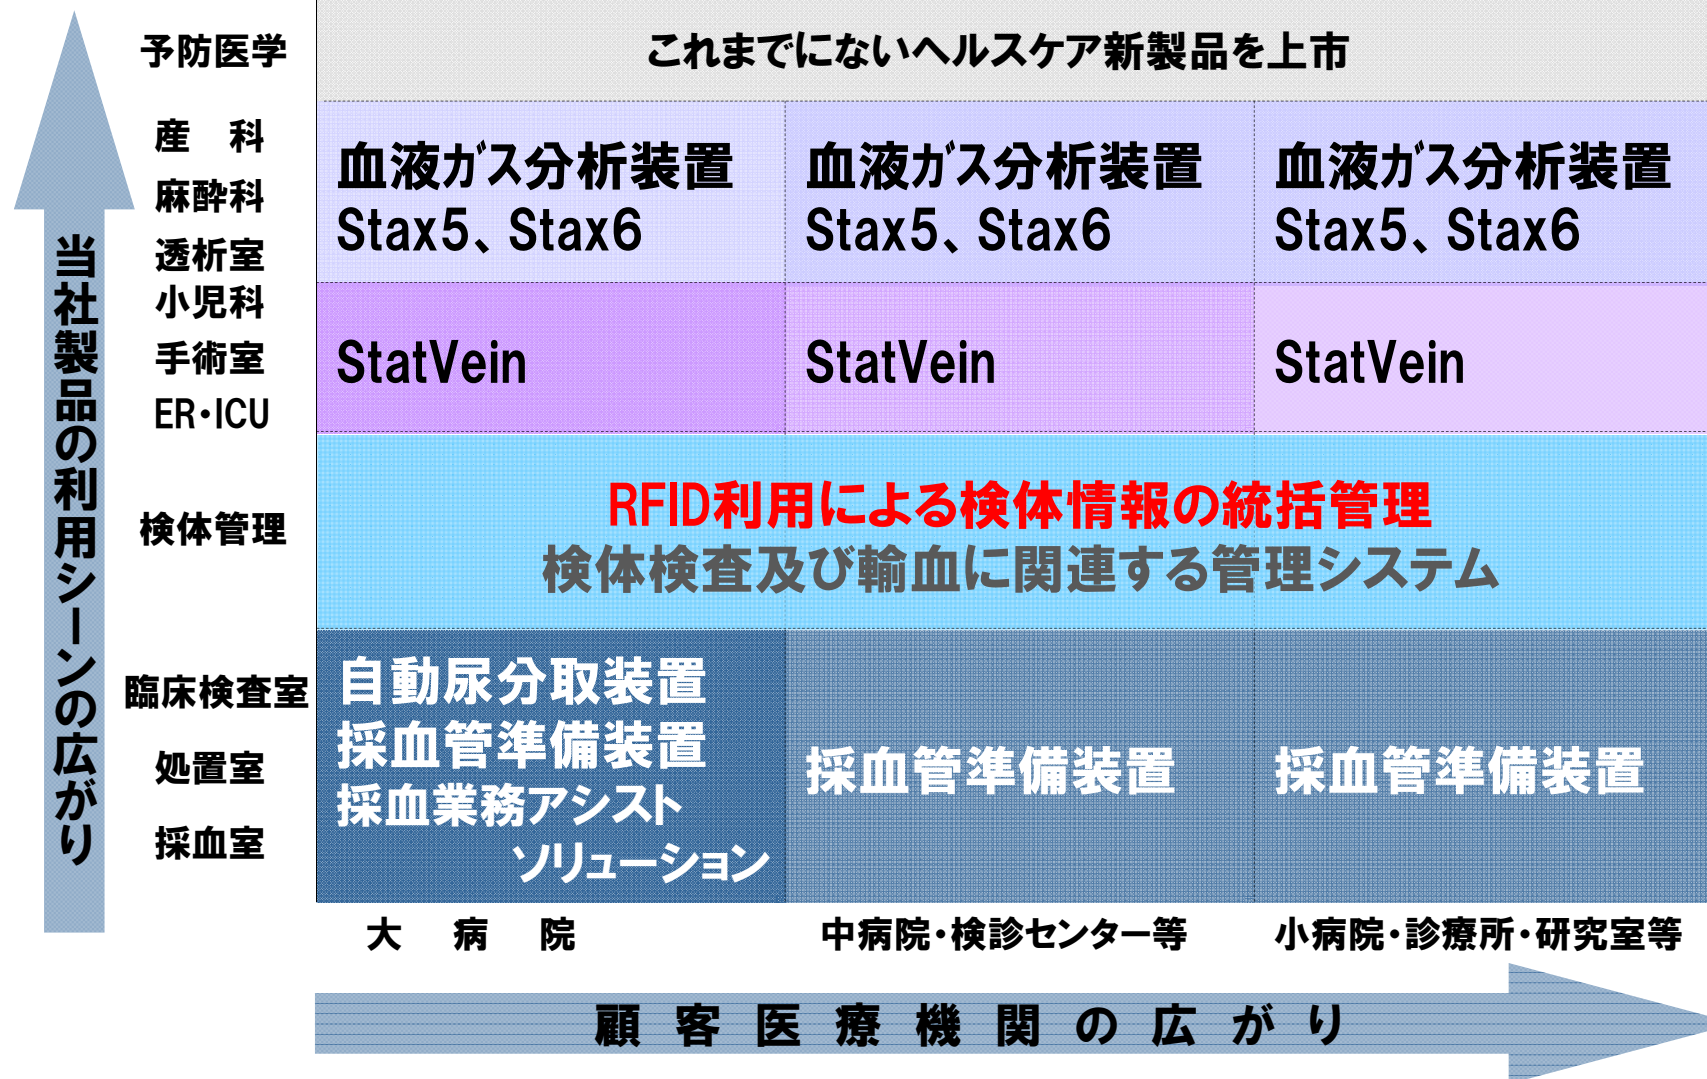 予防医学
これまでにないヘルスケア新製品を上市
産　科
麻酔科
透析室
血液ガス分析装置
Stax5、Stax6
血液ガス分析装置
Stax5、Stax6
血液ガス分析装置
Stax5、Stax6
小児科
手術室
ER・ICU
StatVein
StatVein
StatVein
検体管理
RFID利用による検体情報の統括管理
検体検査及び輸血に関連する管理システム
臨床検査室
処置室
採血室
自動尿分取装置
採血管準備装置
採血業務アシスト
ソリューション
採血管準備装置
採血管準備装置
当社製品の利用シーンの広がり
大　病　院
中病院・検診センター等
小病院・診療所・研究室等
顧客医療機関の広がり